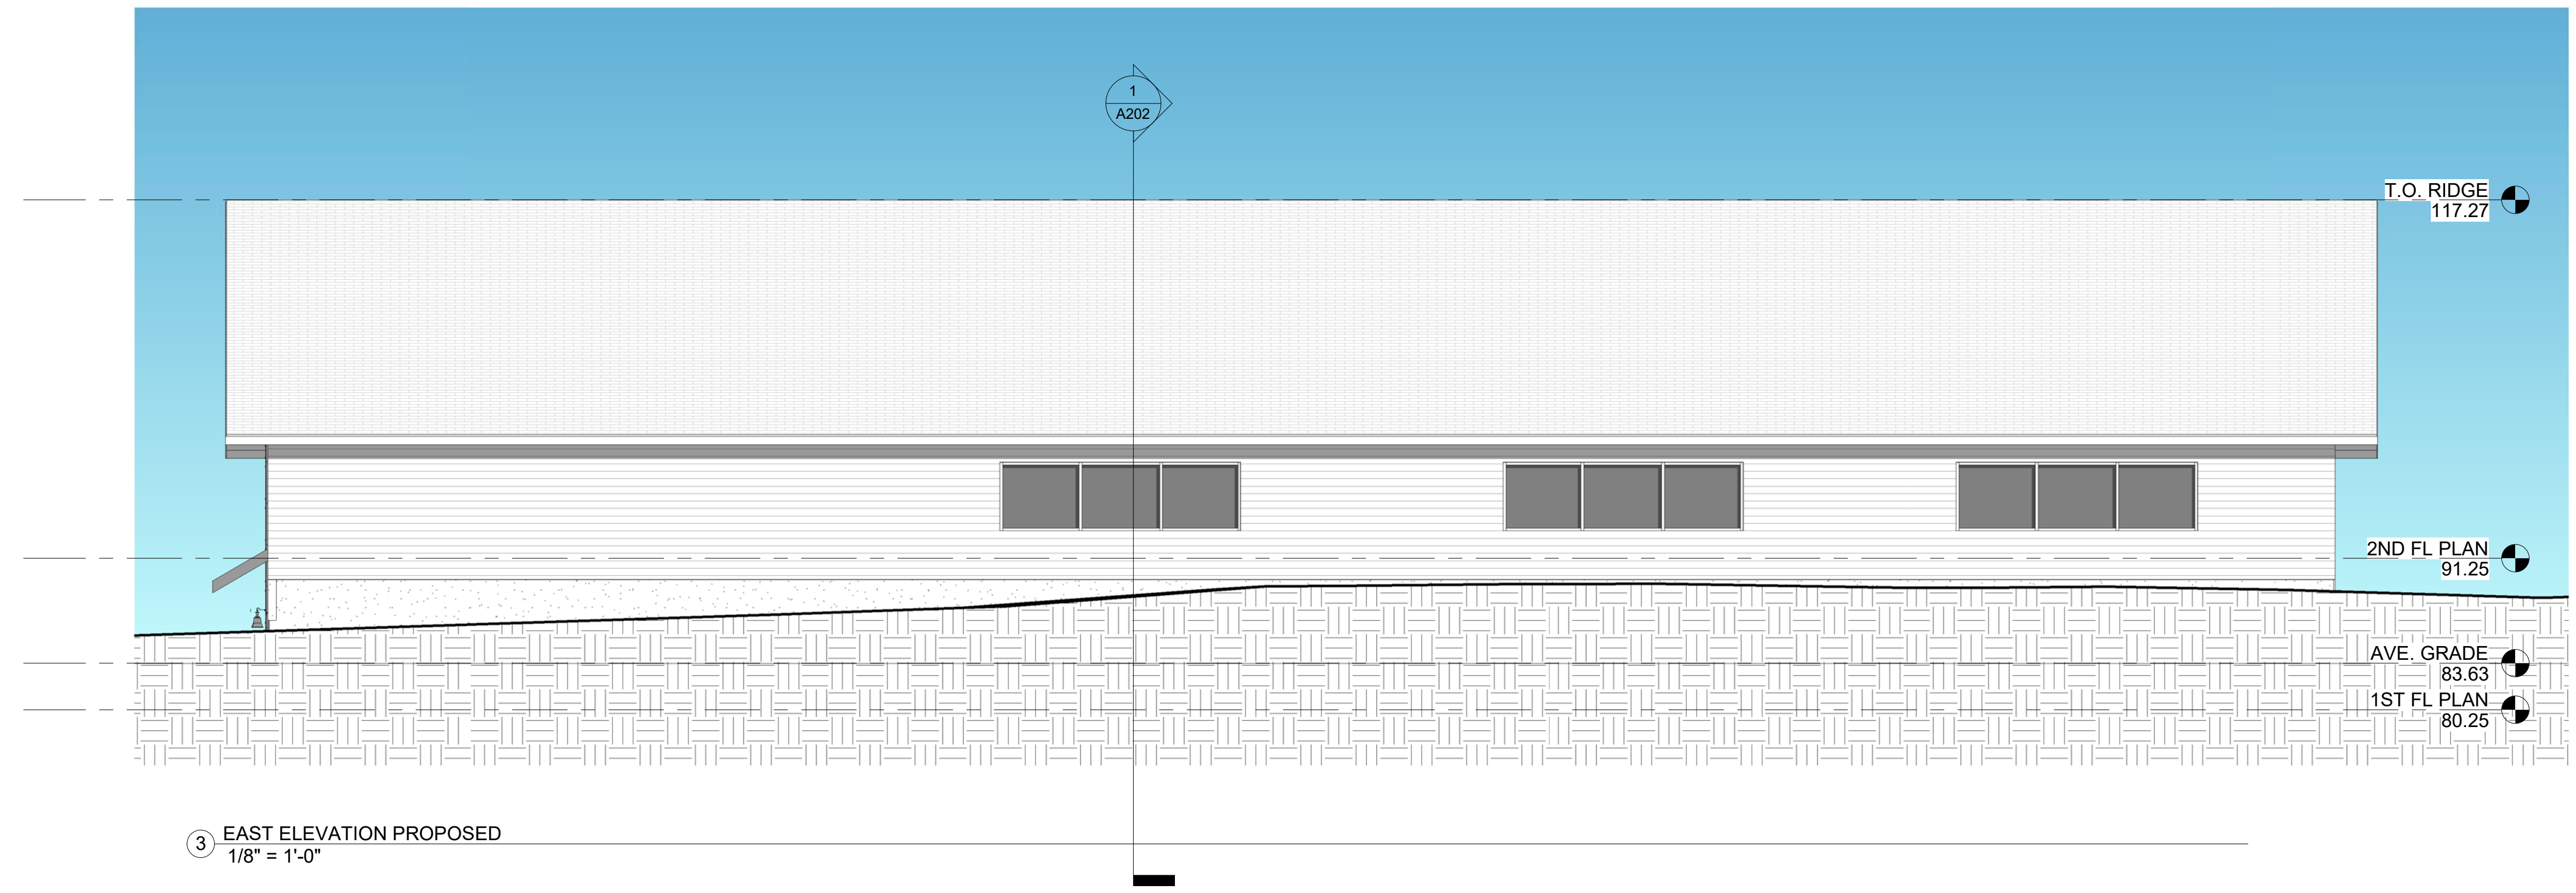 1
A202
T.O. RIDGE
117.27
2ND FL PLAN
91.25
AVE. GRADE
83.63
1ST FL PLAN
80.25
3
EAST ELEVATION PROPOSED
1/8" = 1'-0"